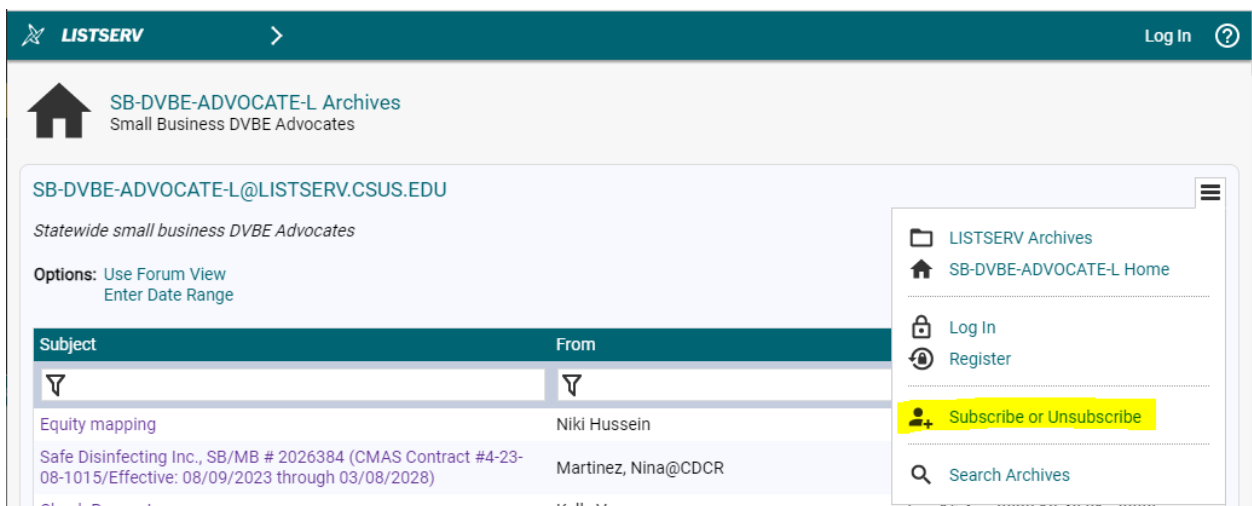 LISTSERV
Log In
SB-DVBE-ADVOCATE-L Archives
Small Business DVBE Advocates
SB-DVBE-ADVOCATE-L@LISTSERV.CSUS.EDU
Statewide small business DVBE Advocates
Options: Use Forum View
Enter Date Range
LISTSERV Archives
SB-DVBE-ADVOCATE-L Home
Log In
Register
Subscribe or Unsubscribe
Search Archives
Subject From
Equity mapping Niki Hussein
Safe Disinfecting Inc., SB/MB # 2026384 (CMAS Contract #4-23-
08-1015/Effective: 08/09/2023 through 03/08/2028) Martinez, Nina@CDCR